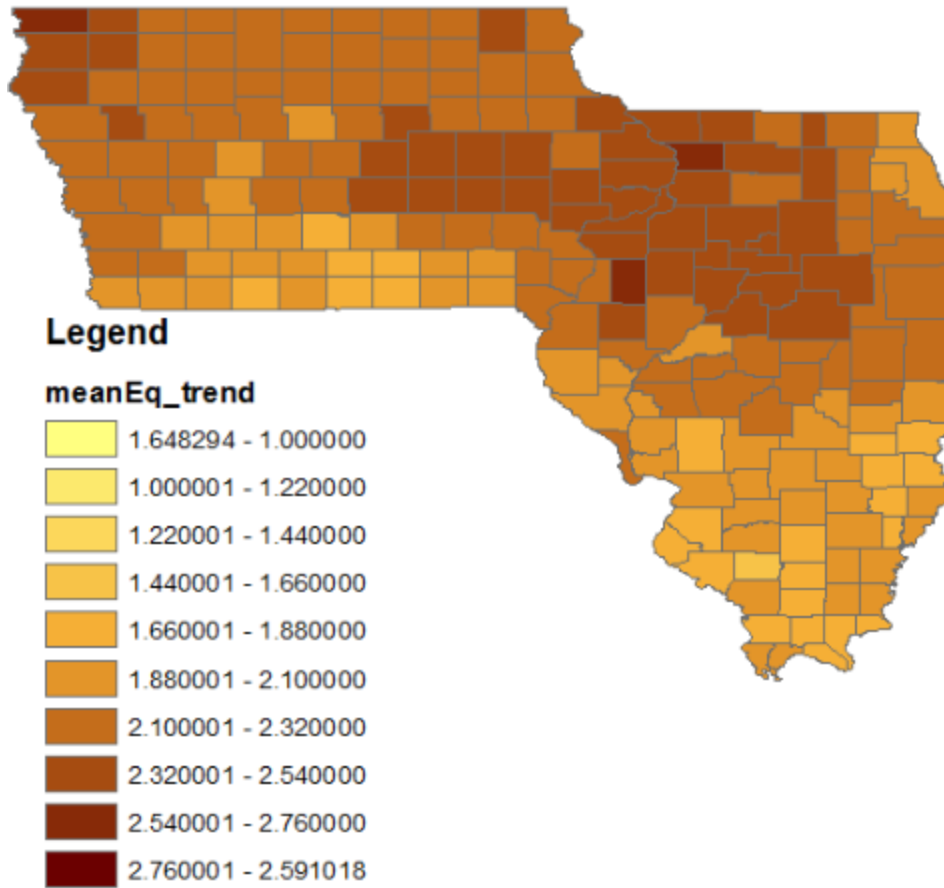 Legend
meanEq_trend
1.648294 - 1.000000
1.000001 - 1.220000
1.220001 - 1.440000
1.440001 - 1.660000
1.660001 - 1.880000
1.880001 - 2.100000
2.100001 - 2.320000
2.320001 - 2.540000
2.540001 - 2.760000
2.760001 - 2.591018